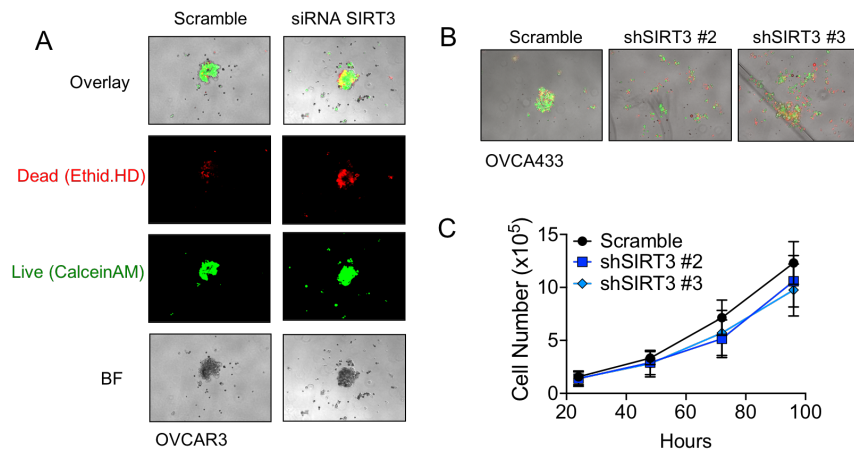 A
Scramble
siRNA SIRT3
Overlay
Dead (Ethid.HD)
Live (CalceinAM)
BF
OVCAR3
B
Scramble
shSIRT3 #2
shSIRT3 #3
OVCA433
C
Cell Number (x10⁵)
15
10
5
0
Scramble
shSIRT3 #2
shSIRT3 #3
20
40
60
80
100
Hours